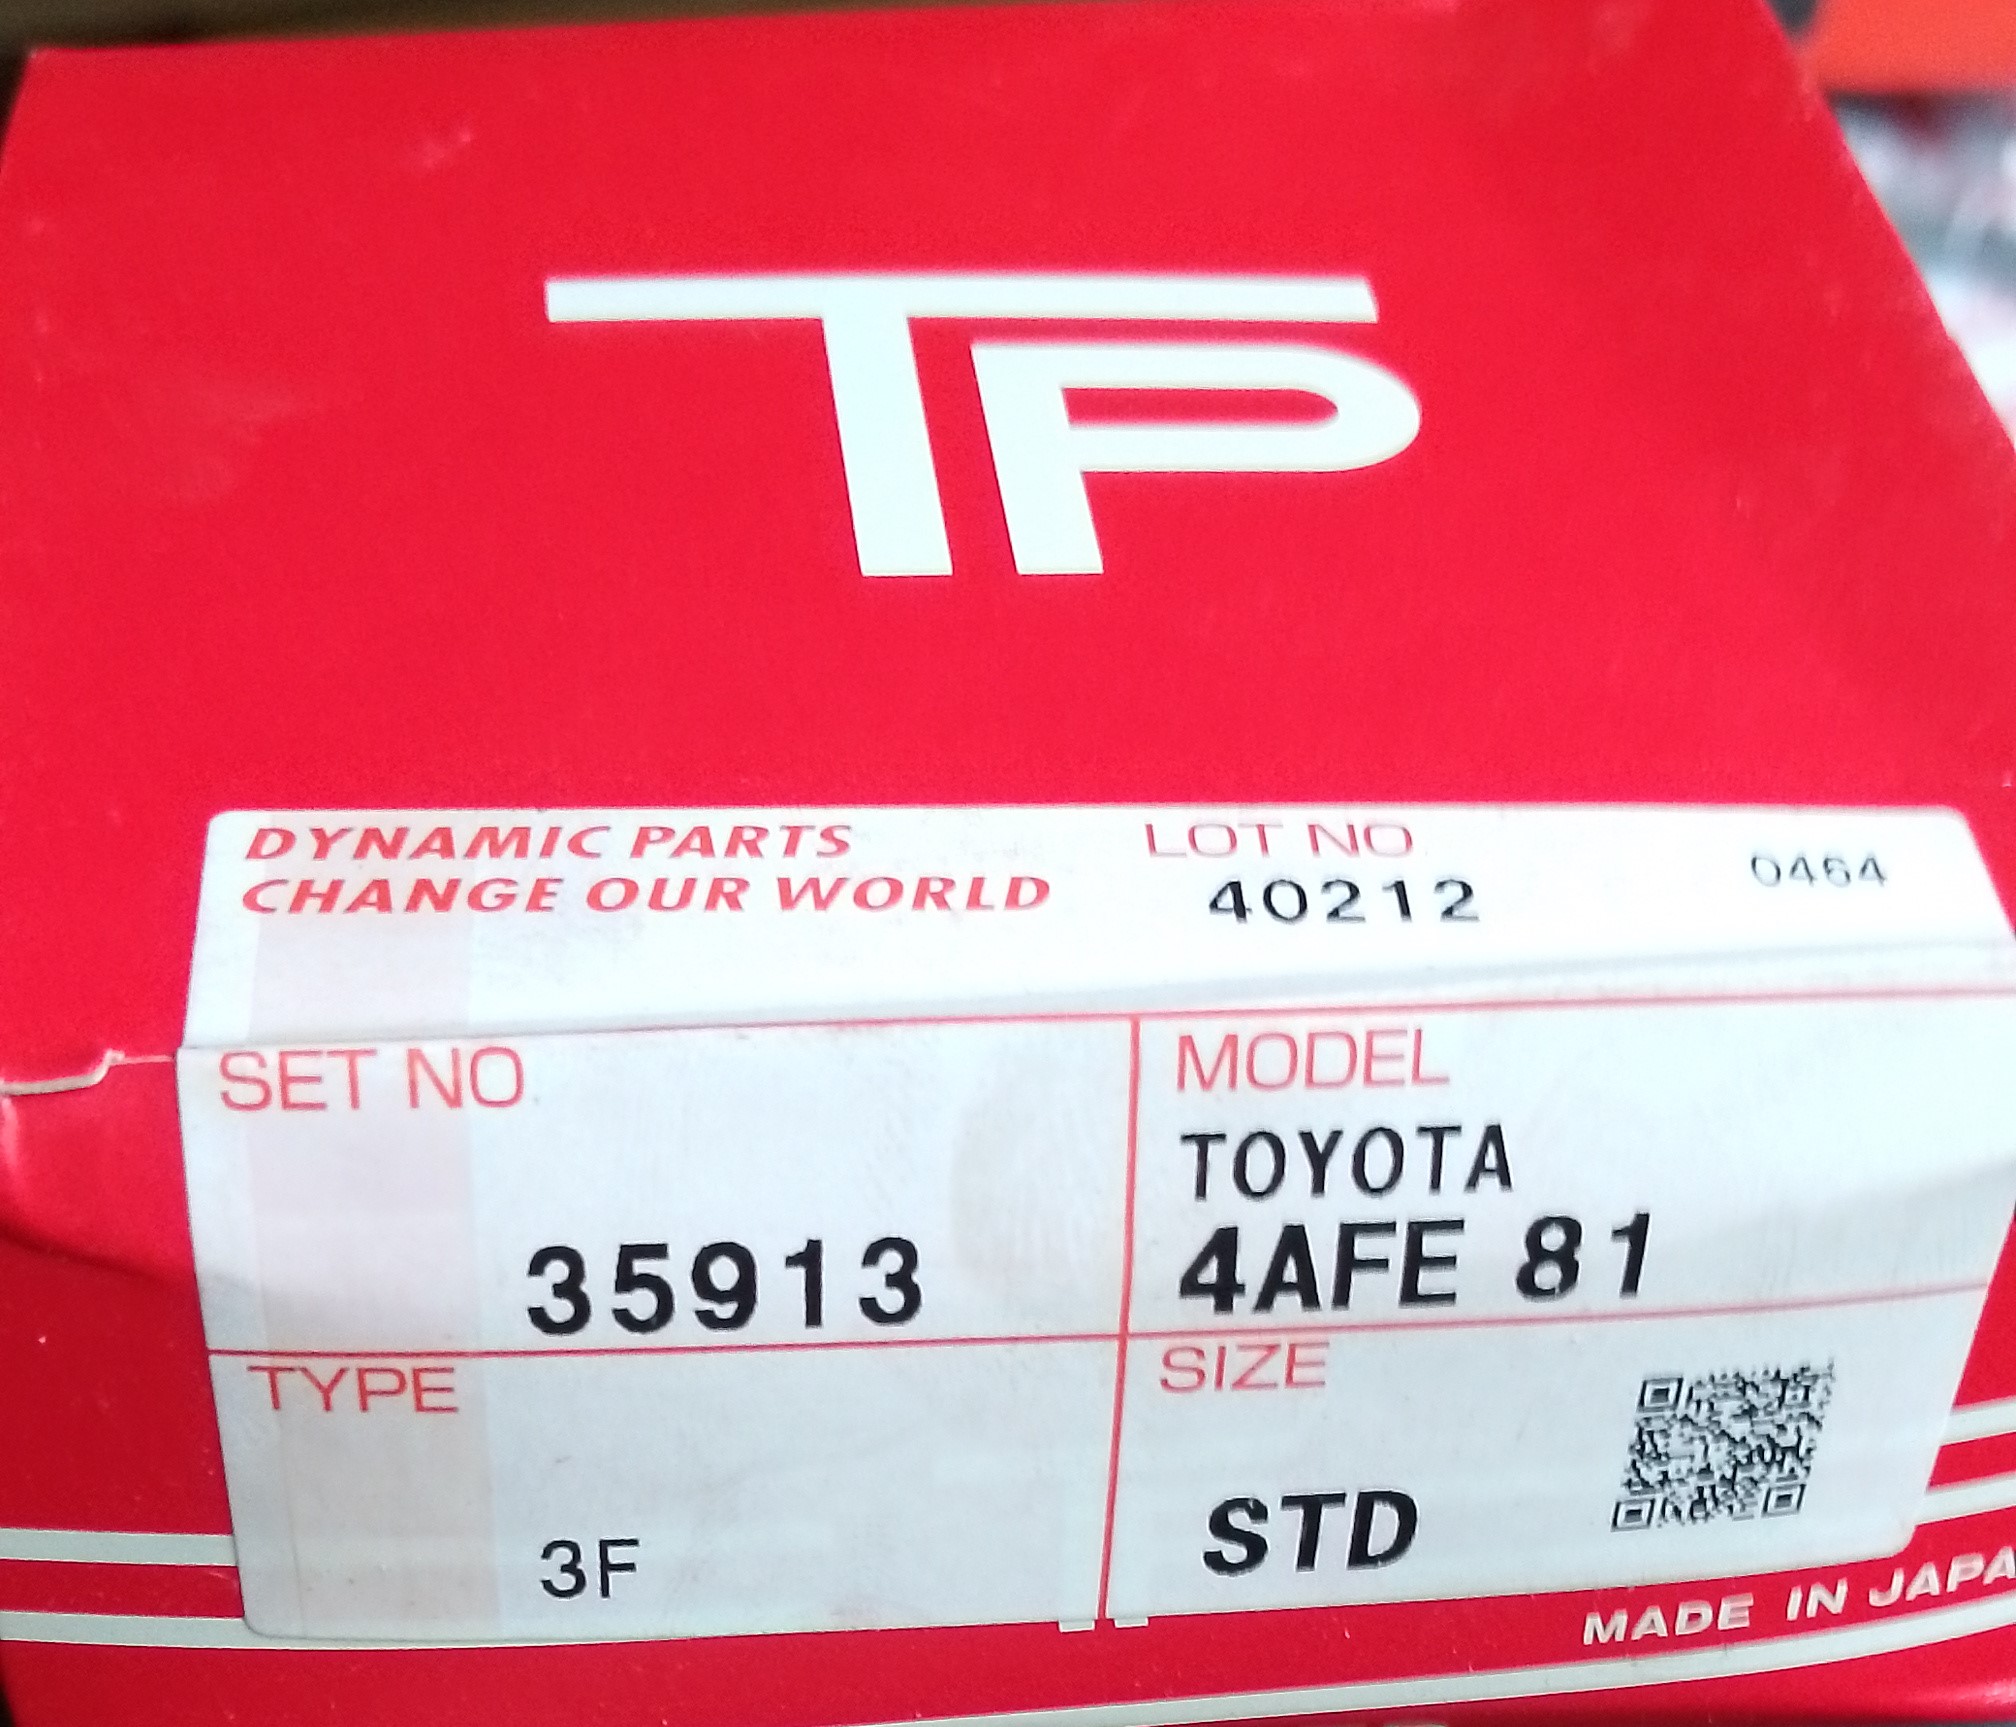 TP
DYNAMIC PARTS
CHANGE OUR WORLD
LOT NO
40212
0464
SET NO
35913
MODEL
TOYOTA
4AFE 81
TYPE
3F
SIZE
STD
MADE IN JAPA